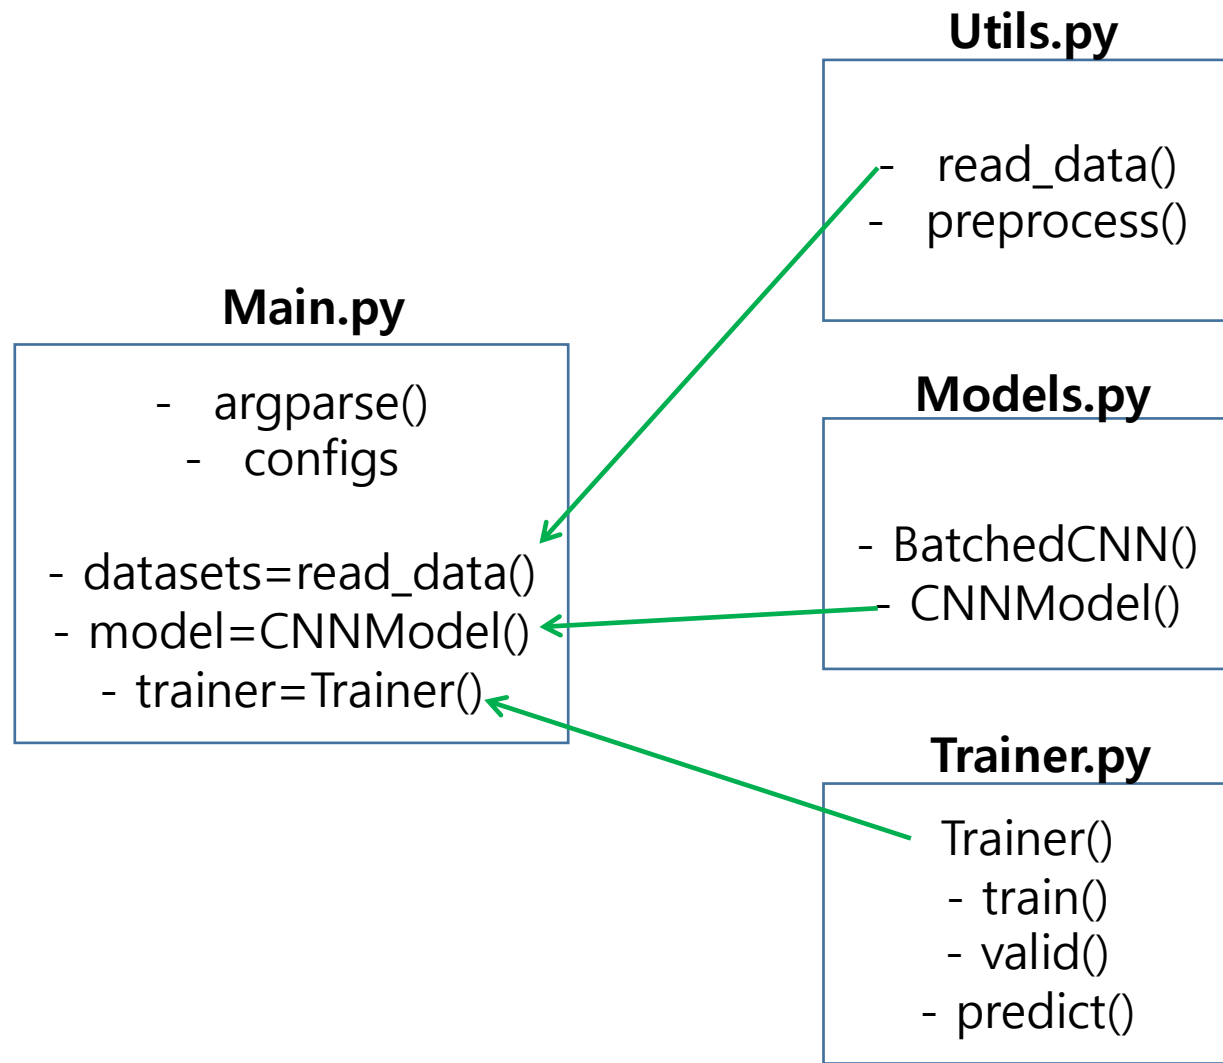 Utils.py
- read_data()
- preprocess()
Main.py
- argparse()
- configs
- datasets=read_data()
- model=CNNModel()
- trainer=Trainer()
Models.py
- BatchedCNN()
- CNNModel()
Trainer.py
Trainer()
- train()
- valid()
- predict()